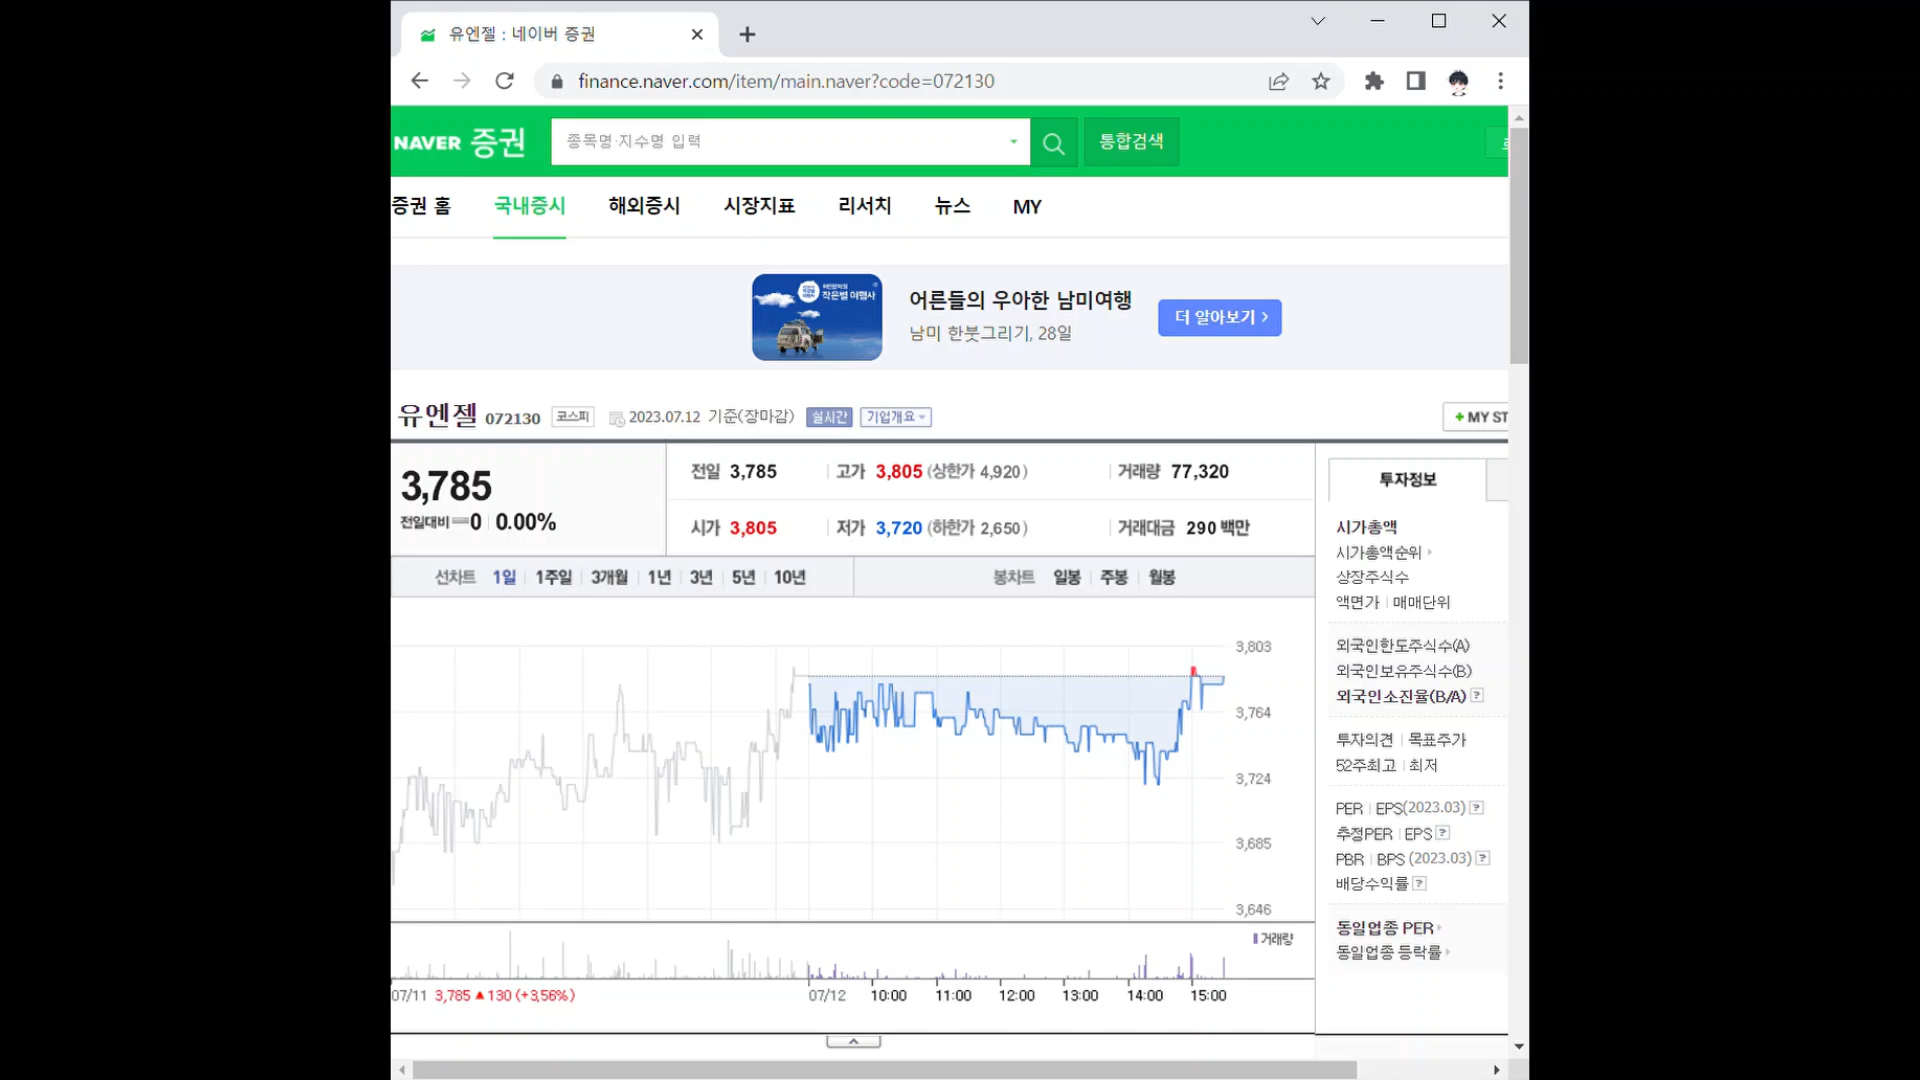 유엔젤 : 네이버 증권
finance.naver.com/item/main.naver?code=072130
NAVER 증권 종목명·지수명 입력 통합검색
증권 홈 국내증시 해외증시 시장지표 리서치 뉴스 MY
작은별 여행사
어른들의 우아한 남미여행
남미 한붓그리기, 28일
더 알아보기 >
유엔젤 072130 코스피 2023.07.12 기준(장마감) 실시간 기업개요 + MY ST
3,785
전일대비 0 0.00%
전일 3,785 고가 3,805 (상한가 4,920) 거래량 77,320
시가 3,805 저가 3,720 (하한가 2,650) 거래대금 290 백만
선차트 1일 1주일 3개월 1년 3년 5년 10년 봉차트 일봉 주봉 월봉
3,803
3,764
3,724
3,685
3,646
거래량
07/11 3,785 ▲130 (+3,56%) 07/12 10:00 11:00 12:00 13:00 14:00 15:00
투자정보
시가총액
시가총액순위
상장주식수
액면가 | 매매단위
외국인한도주식수(A)
외국인보유주식수(B)
외국인소진율(B/A) ?
투자의견 | 목표주가
52주최고 | 최저
PER | EPS(2023.03) ?
추정PER | EPS ?
PBR | BPS (2023.03) ?
배당수익률 ?
동일업종 PER
동일업종 등락률